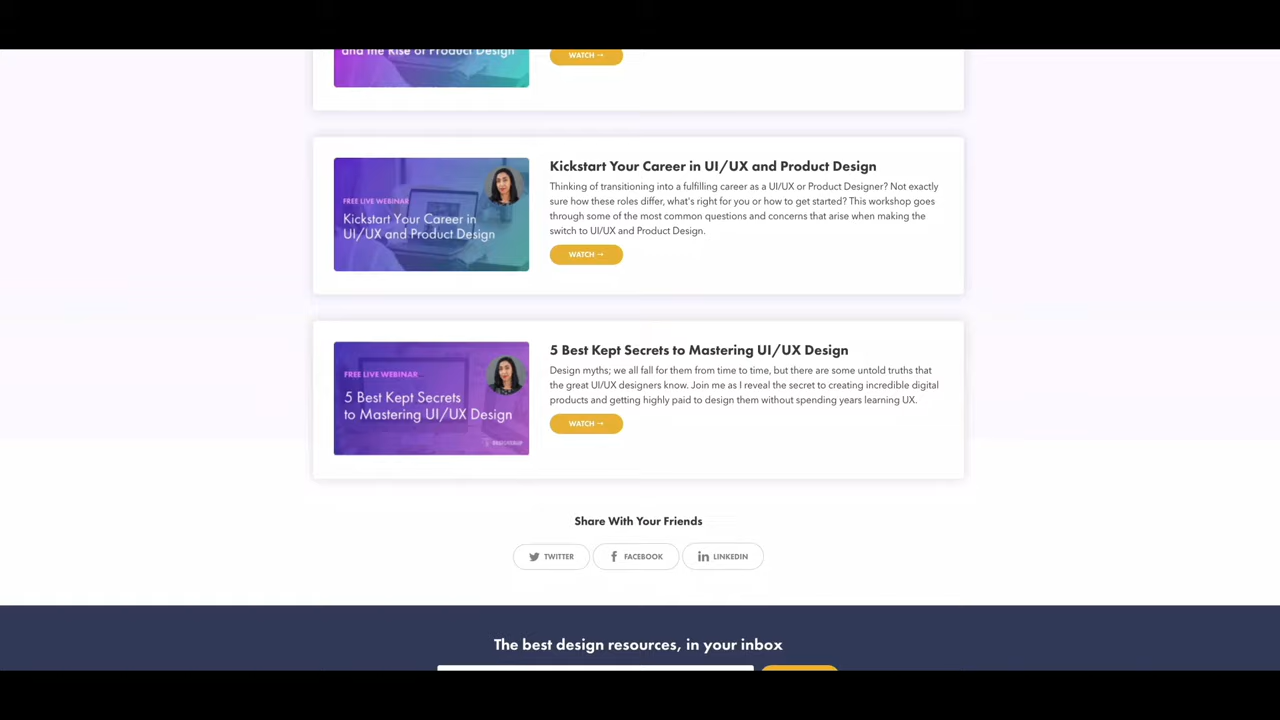 and the Rise of Product Design
WATCH →
FREE LIVE WEBINAR
Kickstart Your Career in
UI/UX and Product Design
Kickstart Your Career in UI/UX and Product Design
Thinking of transitioning into a fulfilling career as a UI/UX or Product Designer? Not exactly
sure how these roles differ, what's right for you or how to get started? This workshop goes
through some of the most common questions and concerns that arise when making the
switch to UI/UX and Product Design.
WATCH →
FREE LIVE WEBINAR
5 Best Kept Secrets
to Mastering UI/UX Design
5 Best Kept Secrets to Mastering UI/UX Design
Design myths; we all fall for them from time to time, but there are some untold truths that
the great UI/UX designers know. Join me as I reveal the secret to creating incredible digital
products and getting highly paid to design them without spending years learning UX.
WATCH →
Share With Your Friends
TWITTER
FACEBOOK
LINKEDIN
The best design resources, in your inbox